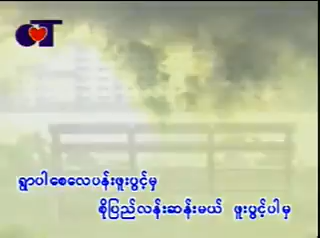 CT
ရွာပါစေလေပန်းဖူးပွင့်မှ
စိုပြည်လန်းဆန်းမယ် ဖူးပွင့်ပါမှ